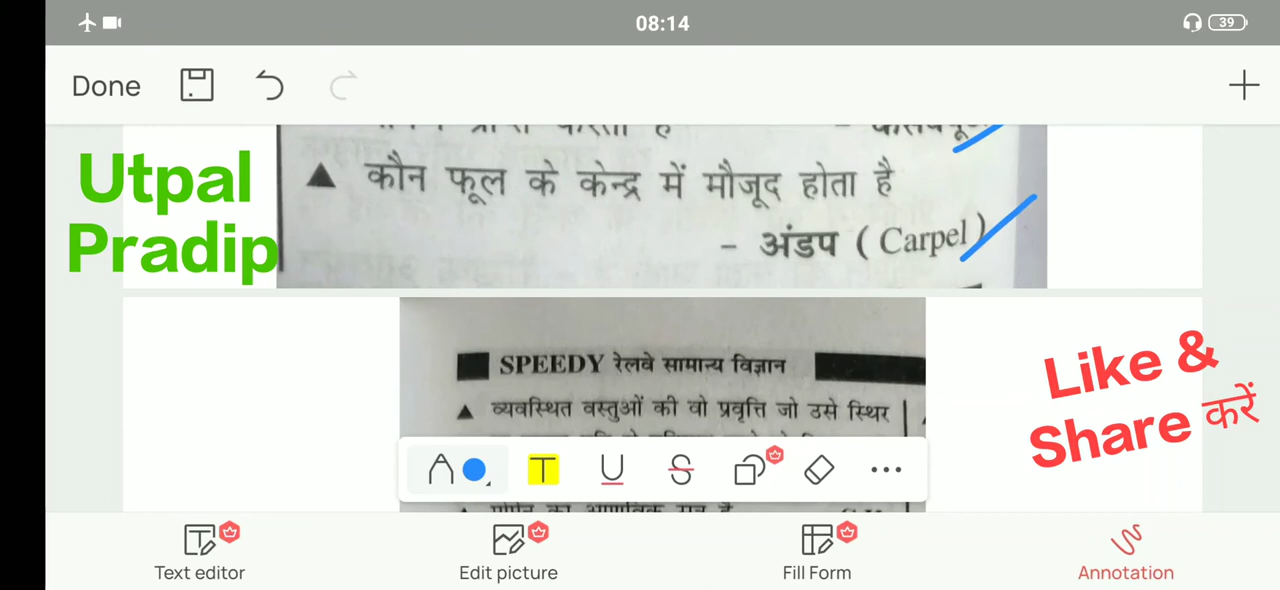 08:14
39
Done
Utpal
Pradip
▲ कौन फूल के केन्द्र में मौजूद होता है
- अंडप ( Carpel )
SPEEDY रेलवे सामान्य विज्ञान
▲ व्यवस्थित वस्तुओं की वो प्रवृत्ति जो उसे स्थिर
Like &
Share करें
T U S
Text editor
Edit picture
Fill Form
Annotation